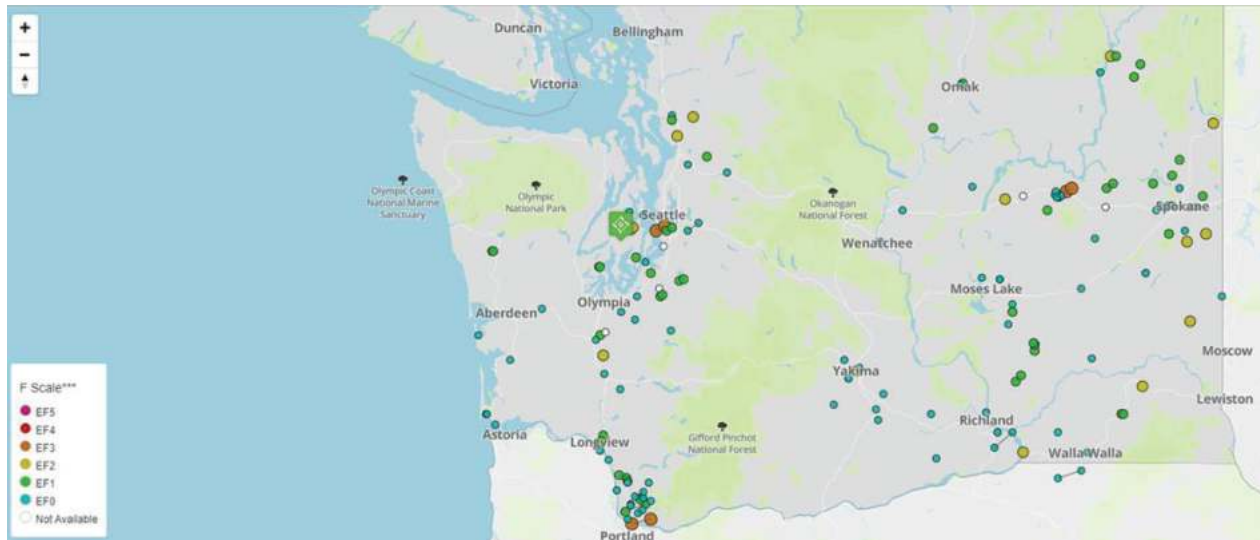 +
−
Duncan
Bellingham
Victoria
Omak
Olympic Coast
National Marine
Sanctuary
Olympic
National Park
Seattle
Okanogan
National Forest
Spokane
Wenatchee
Moses Lake
Olympia
Aberdeen
Moscow
Yakima
Lewiston
Richland
Astoria
Longview
Gifford Pinchot
National Forest
Walla Walla
Portland
F Scale***
EF5
EF4
EF3
EF2
EF1
EF0
Not Available